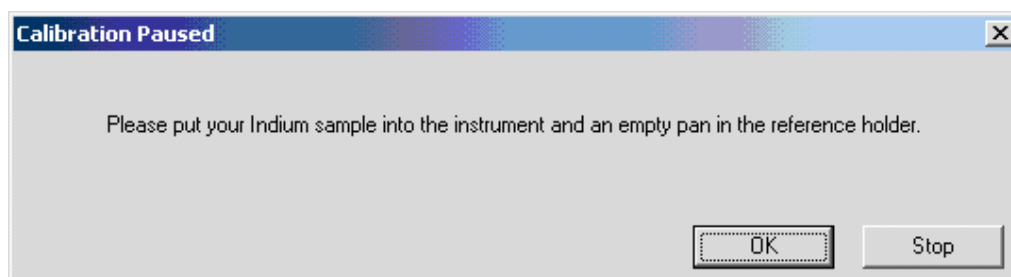 Calibration Paused
Please put your Indium sample into the instrument and an empty pan in the reference holder.
OK
Stop